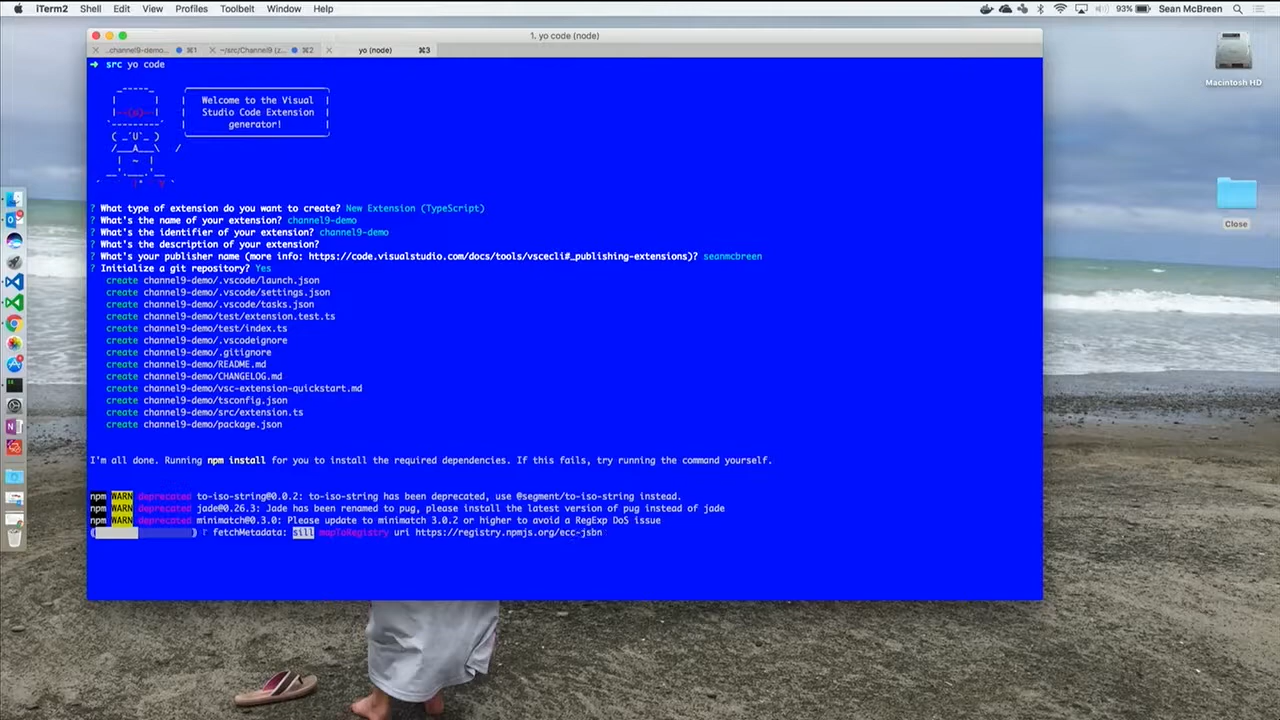 iTerm2 Shell Edit View Profiles Toolbelt Window Help 93% Sean McBreen
1. yo code (node)
..channel9-demo... ⌘1 ~/src/Channel9 (z... ⌘2 yo (node) ⌘3
→ src yo code
Welcome to the Visual
Studio Code Extension
generator!
? What type of extension do you want to create? New Extension (TypeScript)
? What's the name of your extension? channel9-demo
? What's the identifier of your extension? channel9-demo
? What's the description of your extension?
? What's your publisher name (more info: https://code.visualstudio.com/docs/tools/vscecli#_publishing-extensions)? seanmcbreen
? Initialize a git repository? Yes
create channel9-demo/.vscode/launch.json
create channel9-demo/.vscode/settings.json
create channel9-demo/.vscode/tasks.json
create channel9-demo/test/extension.test.ts
create channel9-demo/test/index.ts
create channel9-demo/.vscodeignore
create channel9-demo/.gitignore
create channel9-demo/README.md
create channel9-demo/CHANGELOG.md
create channel9-demo/vsc-extension-quickstart.md
create channel9-demo/tsconfig.json
create channel9-demo/src/extension.ts
create channel9-demo/package.json
I'm all done. Running npm install for you to install the required dependencies. If this fails, try running the command yourself.
npm WARN deprecated to-iso-string@0.0.2: to-iso-string has been deprecated, use @segment/to-iso-string instead.
npm WARN deprecated jade@0.26.3: Jade has been renamed to pug, please install the latest version of pug instead of jade
npm WARN deprecated minimatch@0.3.0: Please update to minimatch 3.0.2 or higher to avoid a RegExp DoS issue
fetchMetadata: sill mapToRegistry uri https://registry.npmjs.org/ecc-jsbn
Macintosh HD
Close